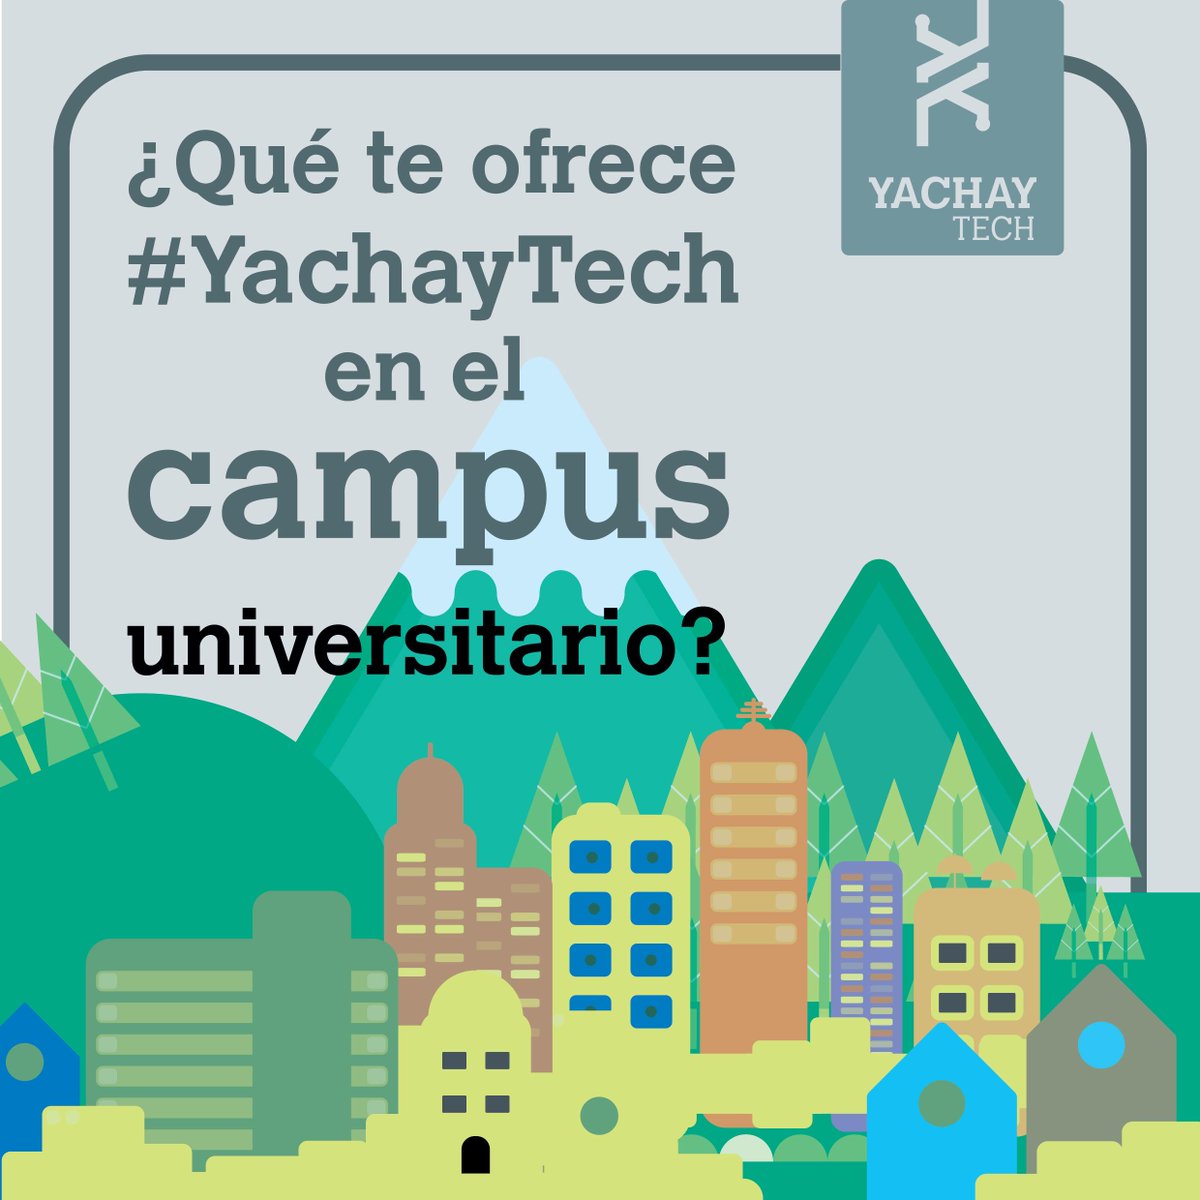 ¿Qué te ofrece
#YachayTech
en el
campus
universitario?
YACHAY
TECH